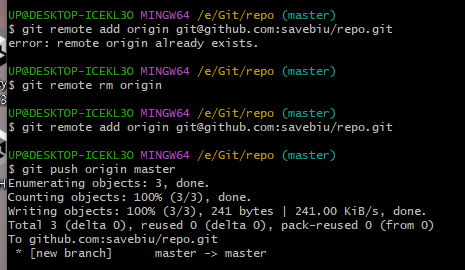 UP@DESKTOP-ICEKL3O MINGW64 /e/Git/repo (master)
$ git remote add origin git@github.com:savebiu/repo.git
error: remote origin already exists.
UP@DESKTOP-ICEKL3O MINGW64 /e/Git/repo (master)
$ git remote rm origin
UP@DESKTOP-ICEKL3O MINGW64 /e/Git/repo (master)
$ git remote add origin git@github.com:savebiu/repo.git
UP@DESKTOP-ICEKL3O MINGW64 /e/Git/repo (master)
$ git push origin master
Enumerating objects: 3, done.
Counting objects: 100% (3/3), done.
Writing objects: 100% (3/3), 241 bytes | 241.00 KiB/s, done.
Total 3 (delta 0), reused 0 (delta 0), pack-reused 0 (from 0)
To github.com:savebiu/repo.git
 * [new branch]      master -> master